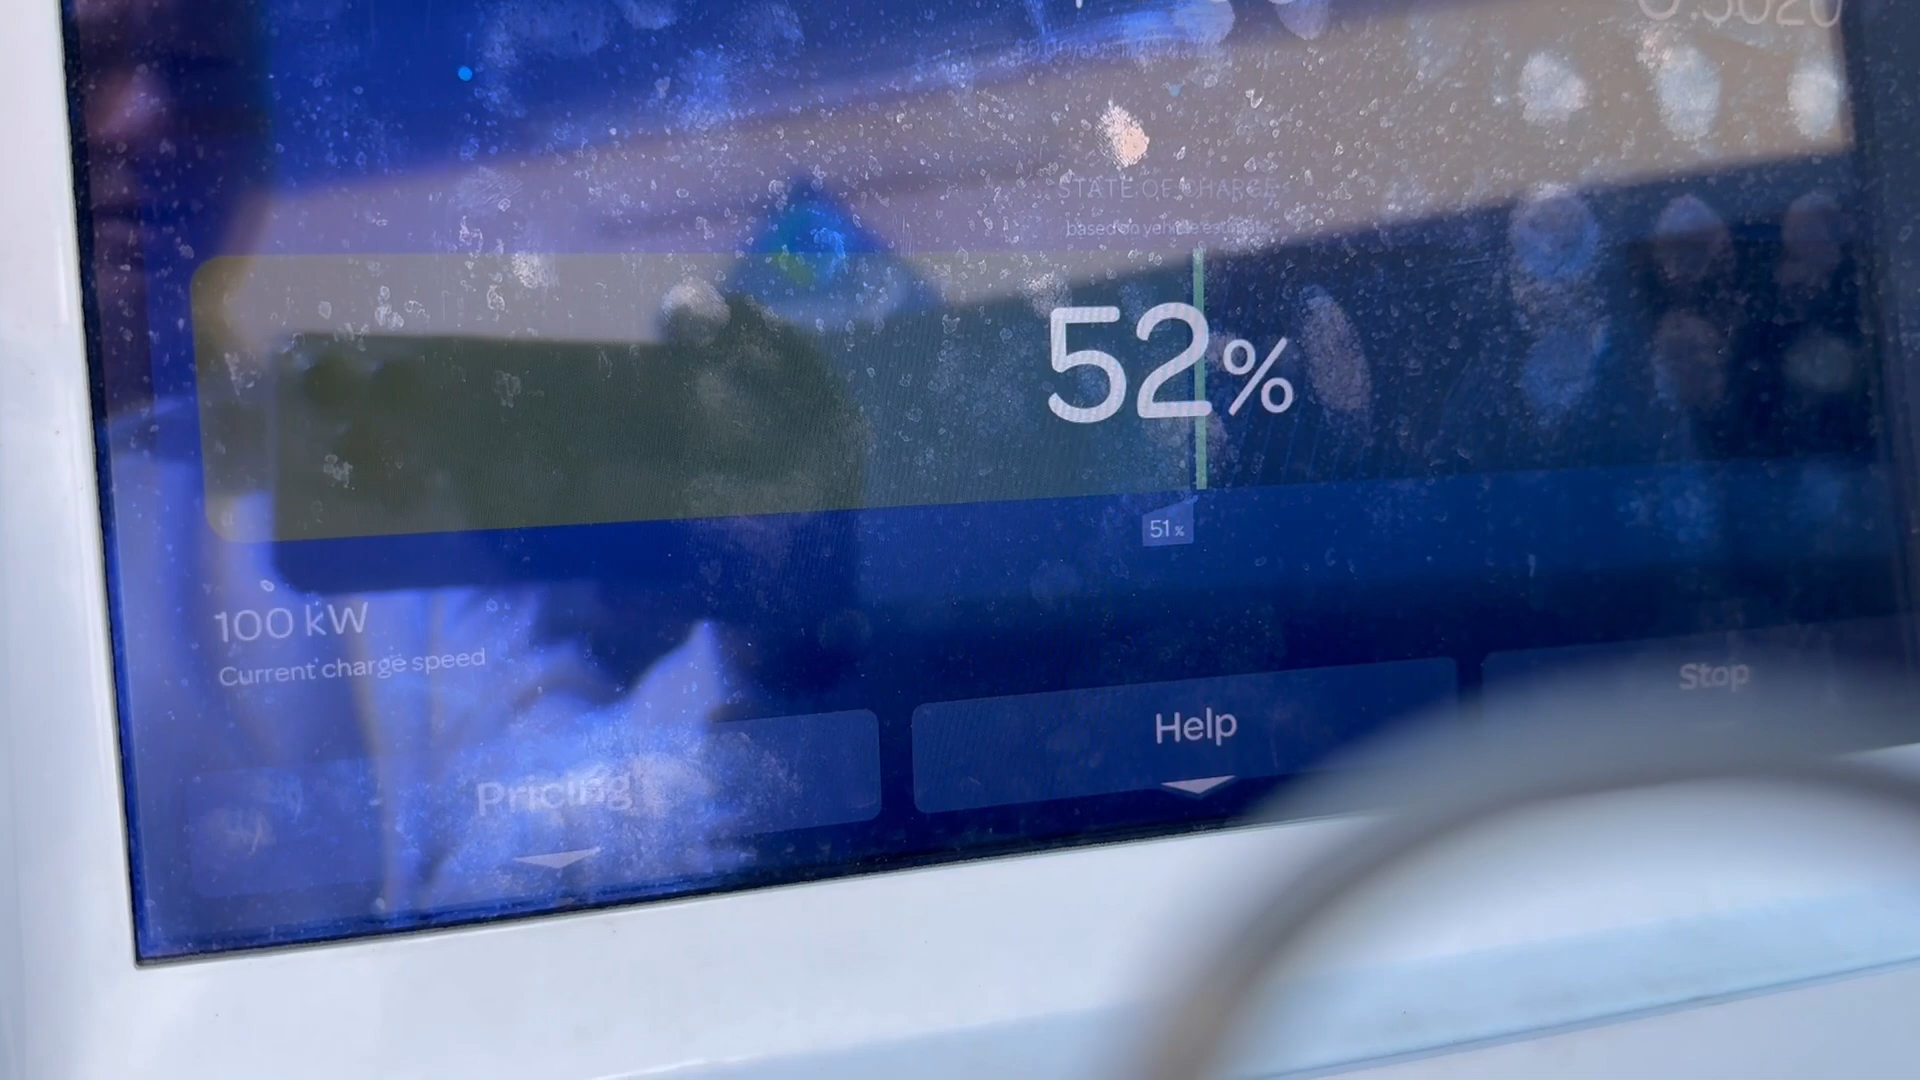 STATE OF CHARGE
based on vehicle estimate
52%
51%
100 kW
Current charge speed
Pricing
Help
Stop